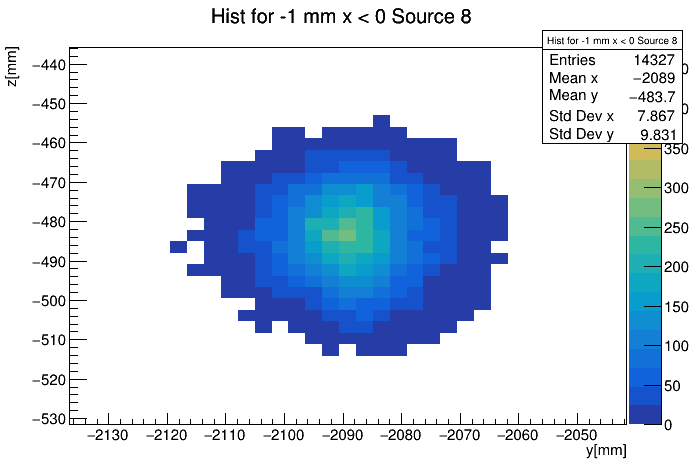 Hist for -1 mm x < 0 Source 8
z[mm]
Hist for -1 mm x < 0 Source 8
Entries 14327
Mean x −2089
Mean y −483.7
Std Dev x 7.867
Std Dev y 9.831
−440
−450
−460
−470
−480
−490
−500
−510
−520
−530
0
0
350
300
250
200
150
100
50
0
−2130 −2120 −2110 −2100 −2090 −2080 −2070 −2060 −2050
y[mm]